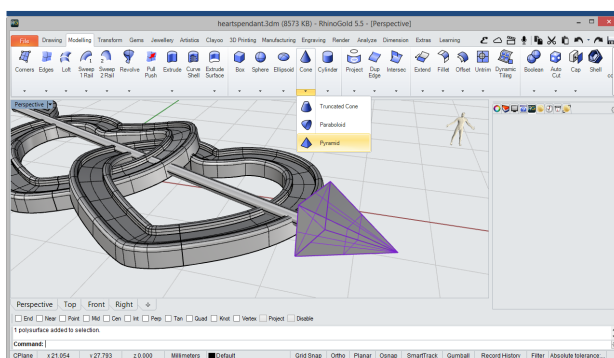 heartspendant.3dm (8573 KB) - RhinoGold 5.5 - [Perspective]
File Drawing Modelling Transform Gems Jewellery Artistics Clayoo 3D Printing Manufacturing Engraving Render Analyze Dimension Extras Learning
Corners Edges Loft Sweep 1 Rail Sweep 2 Rail Revolve Pull Push Extrude Curve Shell Extrude Surface Box Sphere Ellipsoid Cone Cylinder Project Dup Edge Intersec Extend Fillet Offset Untrim Dynamic Tiling Boolean Auto Cut Cap Shell
Perspective
Truncated Cone
Paraboloid
Pyramid
Perspective Top Front Right
End Near Point Mid Cen Int Perp Tan Quad Knot Vertex Project Disable
1 polysurface added to selection.
Command:
CPlane x 21.054 y 27.793 z 0.000 Millimeters Default Grid Snap Ortho Planar Osnap SmartTrack Gumball Record History Filter Absolute tolerance: